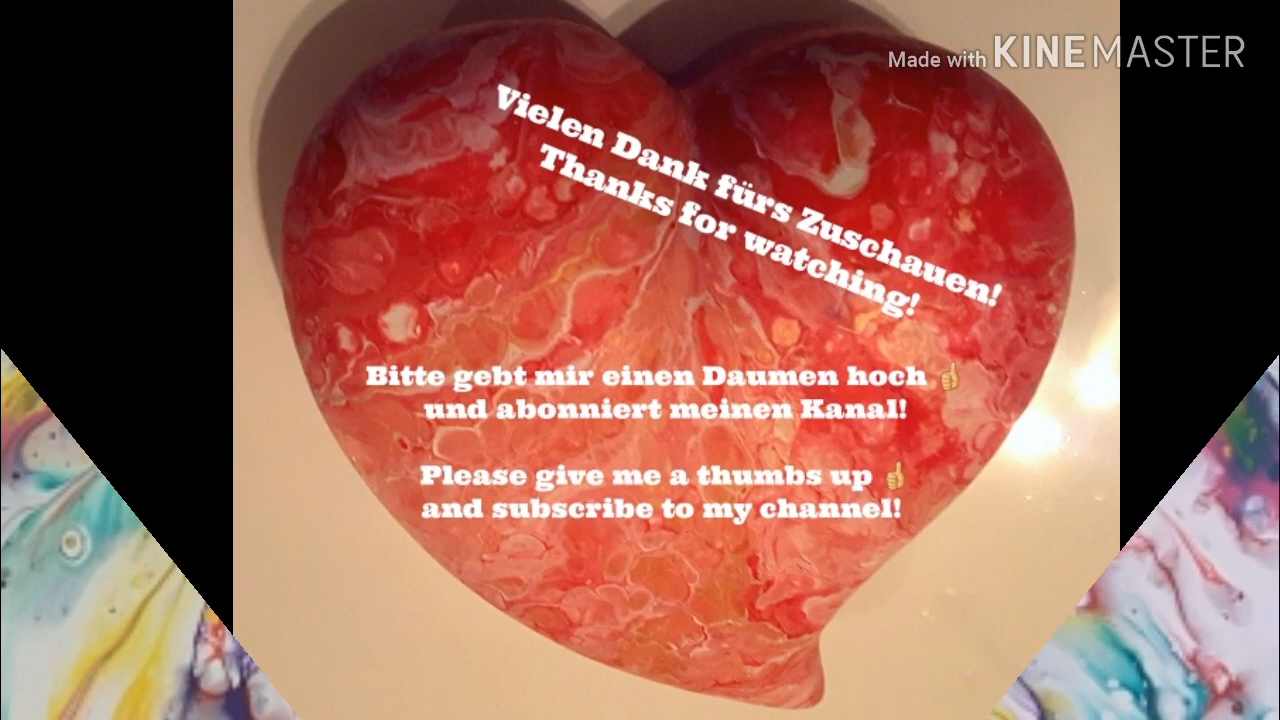 Made with KINEMASTER
Vielen Dank fürs Zuschauen!
Thanks for watching!
Bitte gebt mir einen Daumen hoch 👍
und abonniert meinen Kanal!
Please give me a thumbs up 👍
and subscribe to my channel!